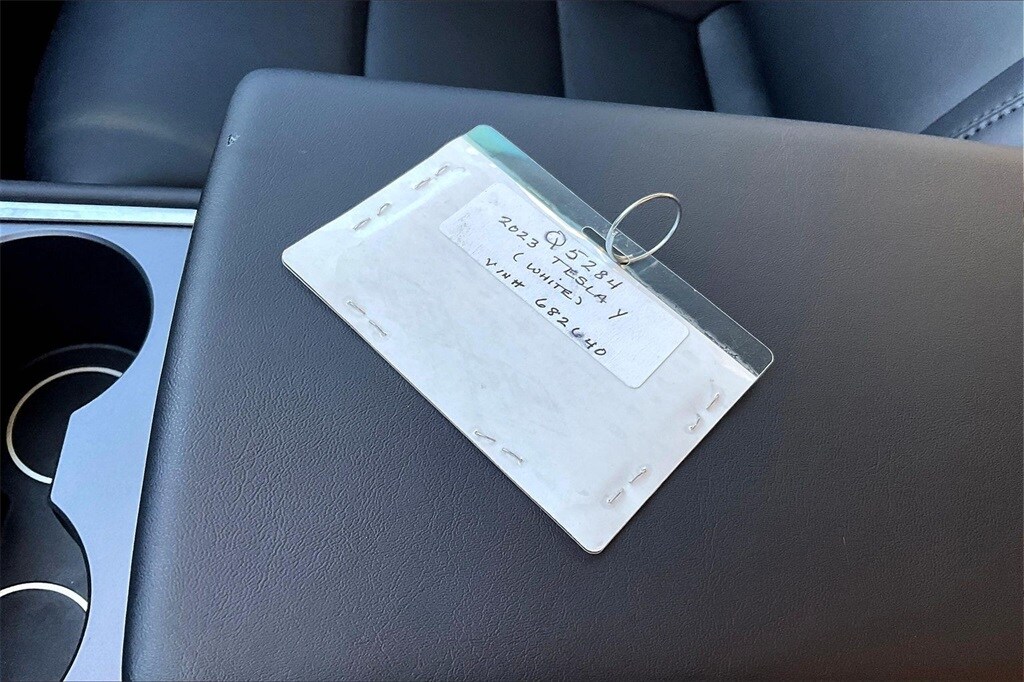 Q5284
2023 TESLA Y
(WHITE)
VIN# 682640